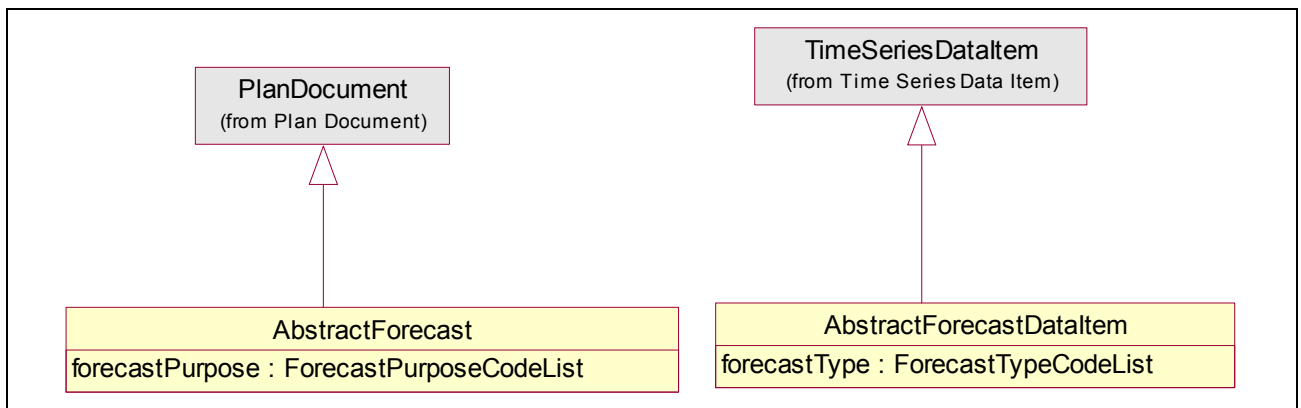 PlanDocument
(from Plan Document)
TimeSeriesDataItem
(from Time Series Data Item)
AbstractForecast
forecastPurpose : ForecastPurposeCodeList
AbstractForecastDataItem
forecastType : ForecastTypeCodeList